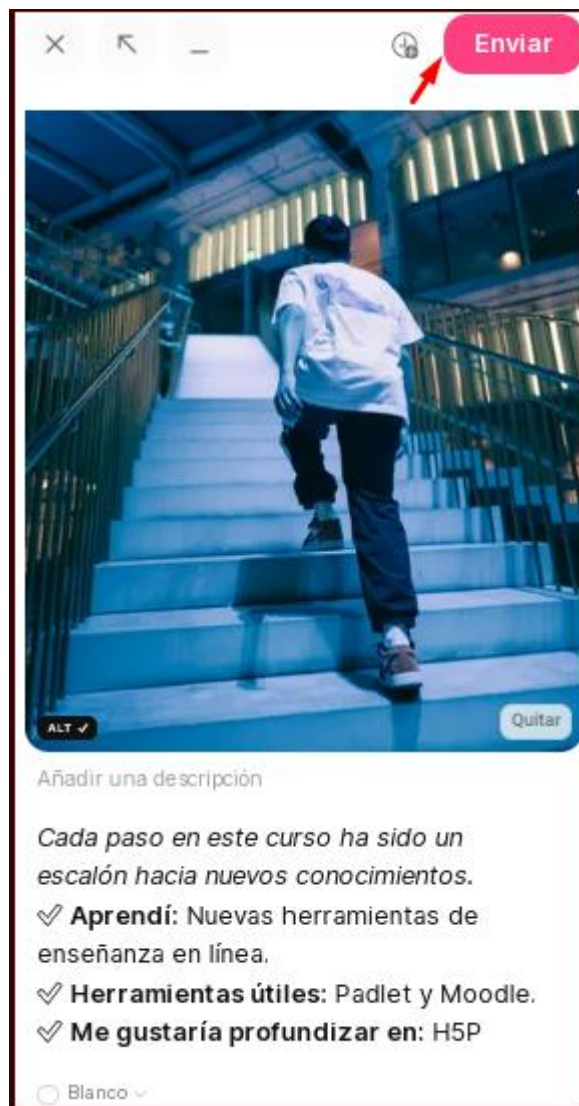 Enviar
ALT ✓
Quitar
Añadir una descripción
Cada paso en este curso ha sido un
escalón hacia nuevos conocimientos.
✅ Aprendí: Nuevas herramientas de
enseñanza en línea.
✅ Herramientas útiles: Padlet y Moodle.
✅ Me gustaría profundizar en: H5P
Blanco